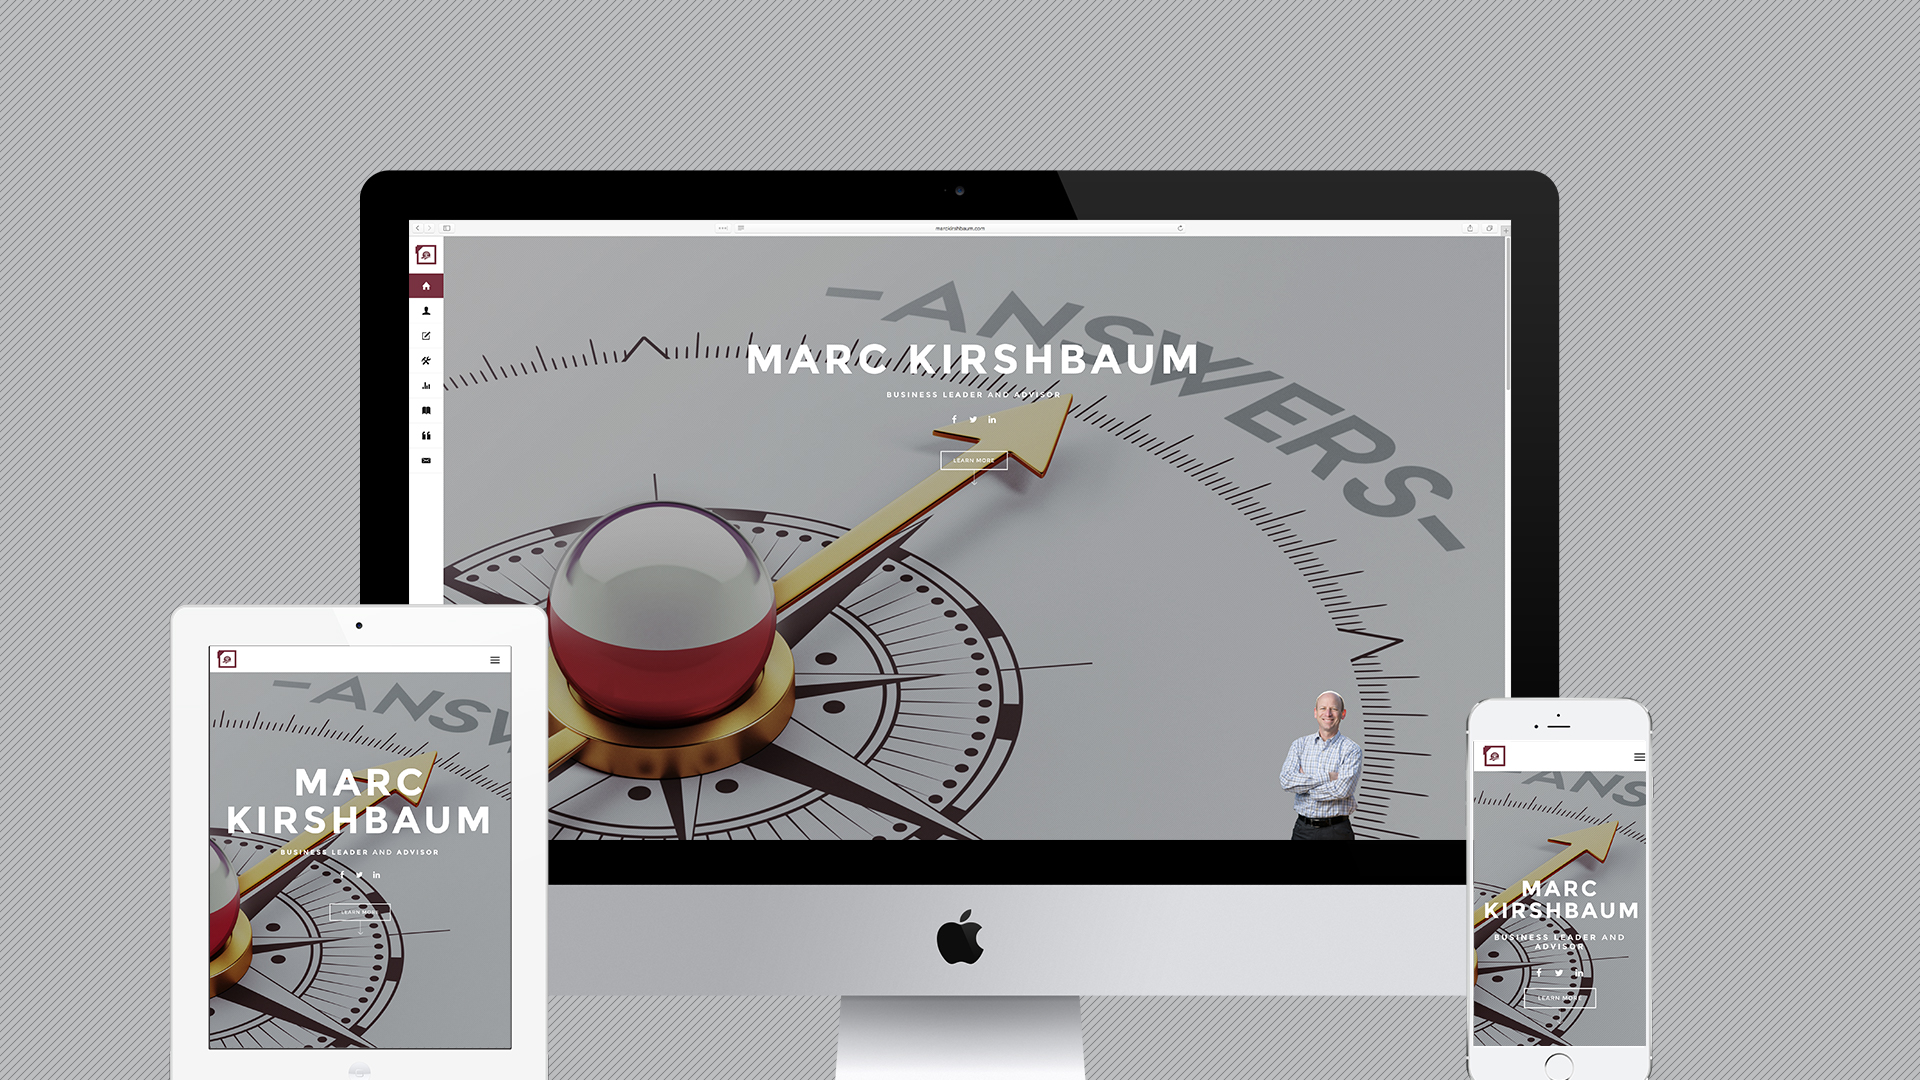 marckirshbaum.com
-ANSWERS-
MARC KIRSHBAUM
BUSINESS LEADER AND ADVISOR
LEARN MORE
-ANSW
MARC
KIRSHBAUM
BUSINESS LEADER AND ADVISOR
LEARN MORE
-ANS
MARC
KIRSHBAUM
BUSINESS LEADER AND
ADVISOR
LEARN MORE